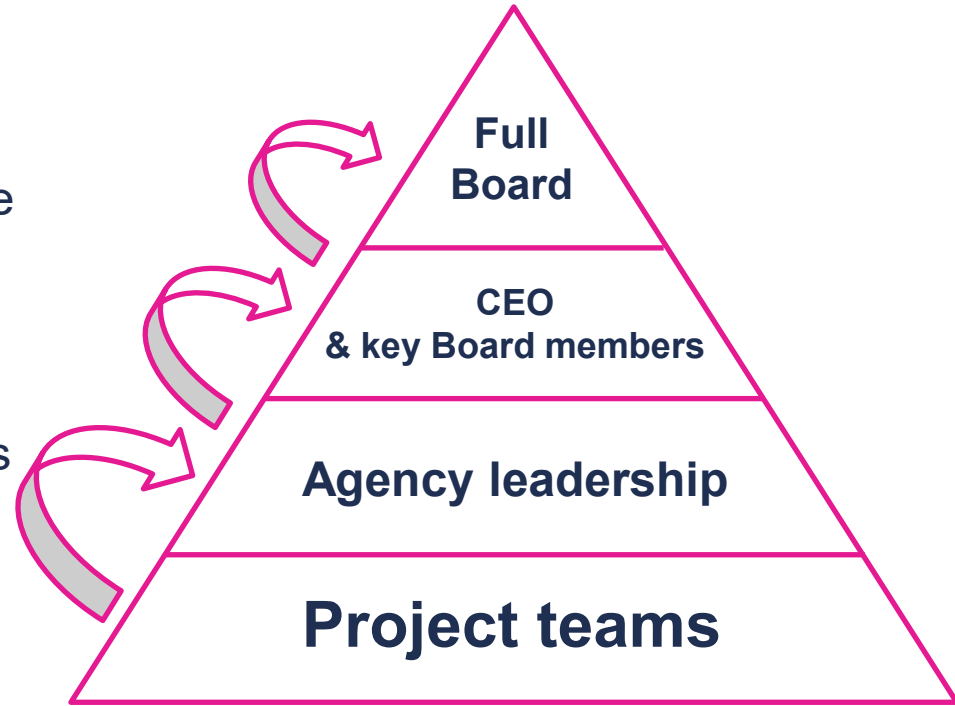 Full
Board
e
CEO
& key Board members
s
Agency leadership
Project teams